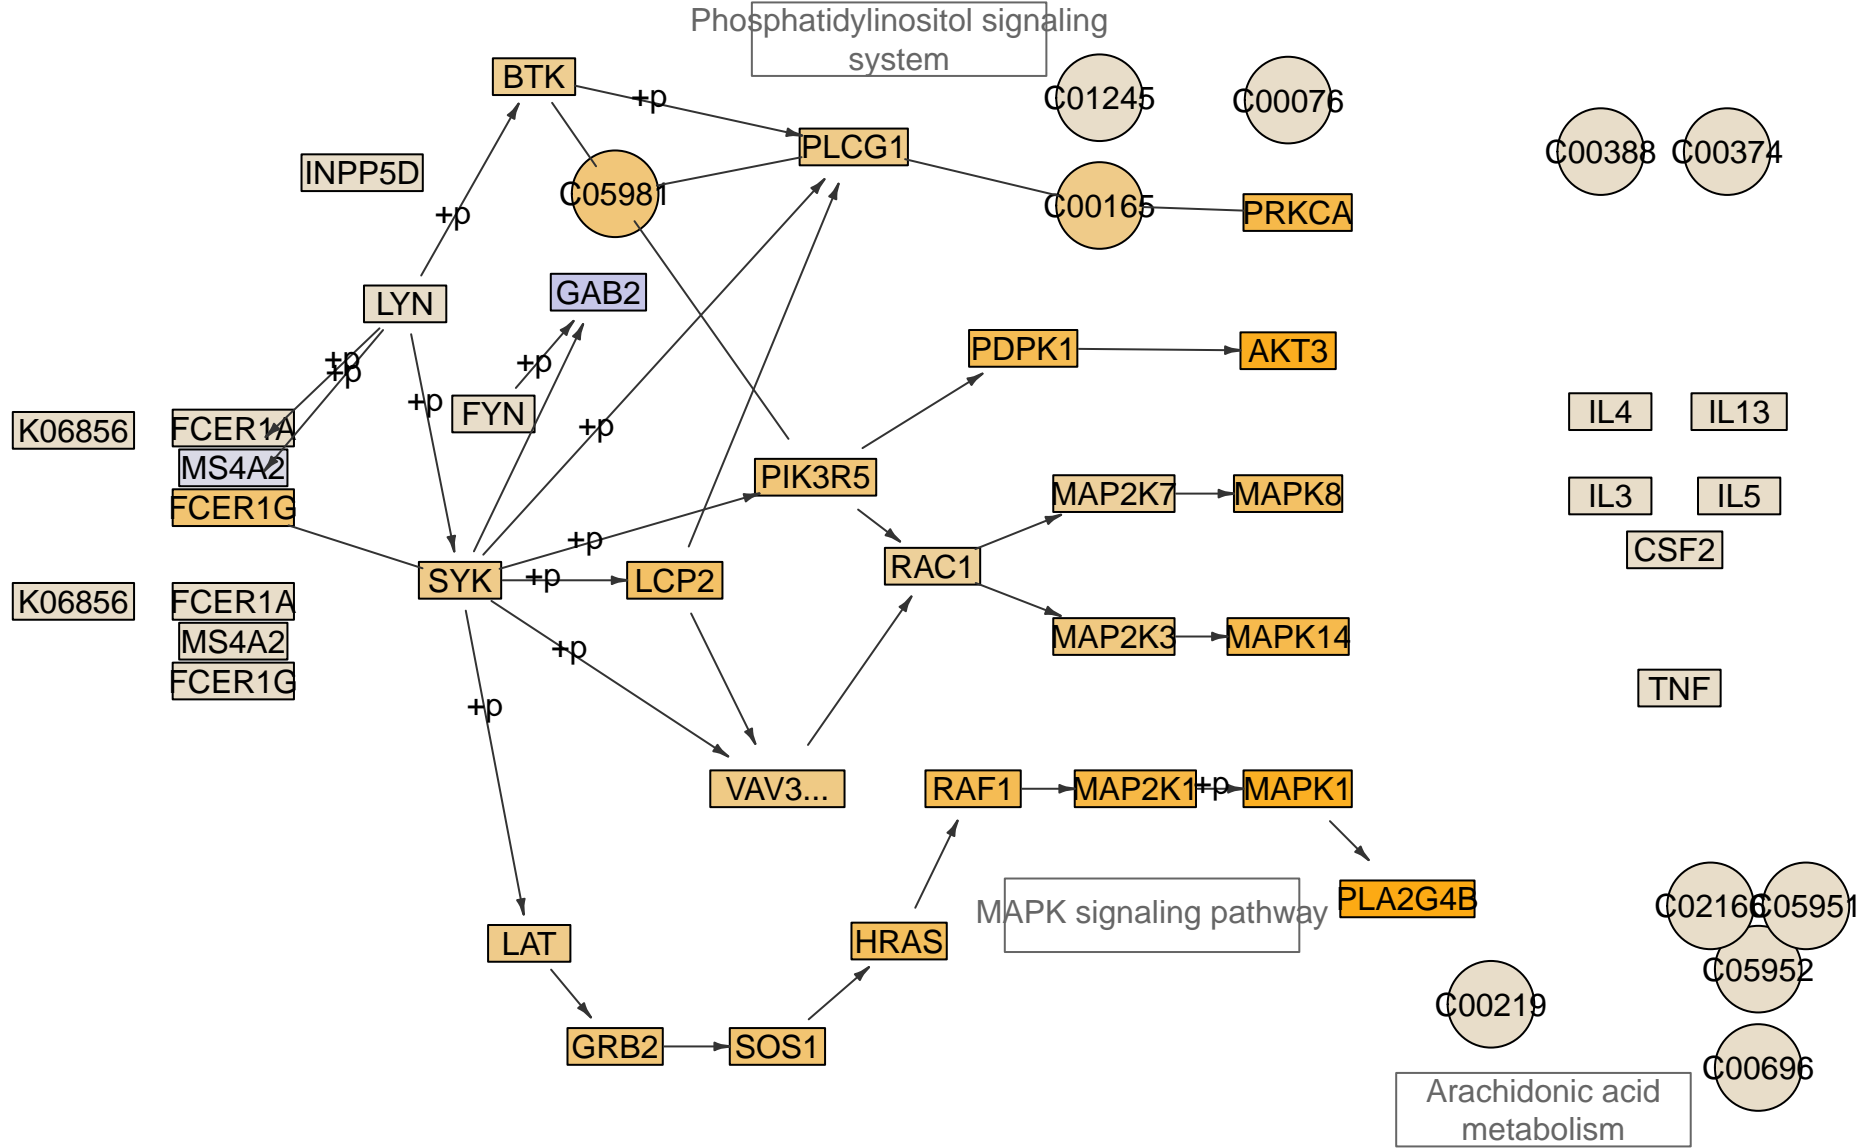 Phosphatidylinositol signaling
system
BTK
+p
C01245
C00076
PLCG1
C00388
C00374
INPP5D
C05981
C00165
PRKCA
+p
LYN
GAB2
+p
+p
+p
PDPK1
AKT3
+p
FYN
+p
K06856
FCER1A
MS4A2
FCER1G
IL4
IL13
PIK3R5
MAP2K7
MAPK8
IL3
IL5
+p
CSF2
SYK
+p
LCP2
RAC1
K06856
FCER1A
MS4A2
FCER1G
+p
MAP2K3
MAPK14
TNF
+p
VAV3...
RAF1
MAP2K1
+p
MAPK1
MAPK signaling pathway
PLA2G4B
C02166
C05951
C05952
LAT
HRAS
C00219
GRB2
SOS1
C00696
Arachidonic acid
metabolism